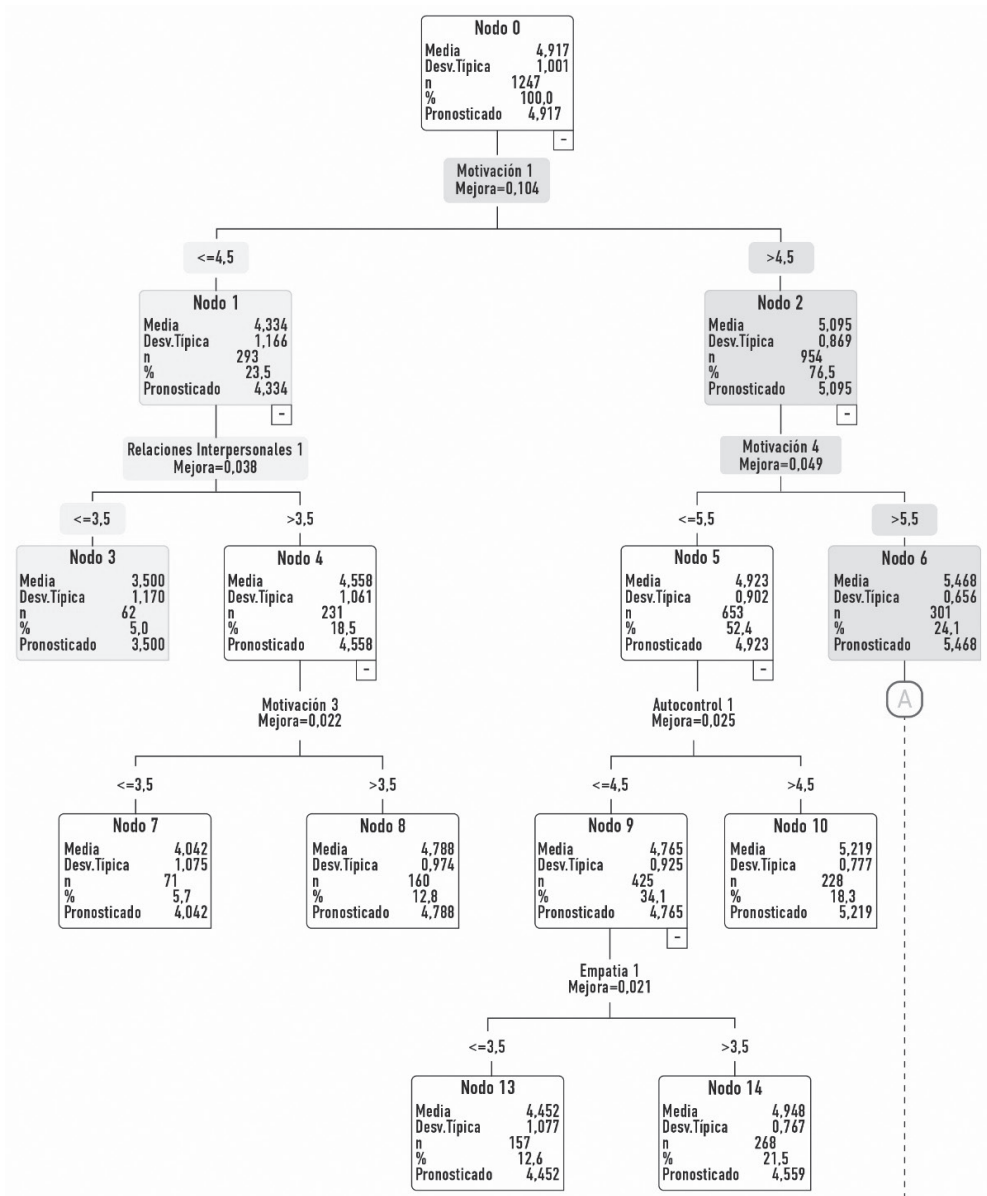 Nodo 0
Media 4,917
Desv.Típica 1,001
n 1247
% 100,0
Pronosticado 4,917
-
Motivación 1
Mejora=0,104
<=4,5 >4,5
Nodo 1
Media 4,334
Desv.Típica 1,166
n 293
% 23,5
Pronosticado 4,334
-
Nodo 2
Media 5,095
Desv.Típica 0,869
n 954
% 76,5
Pronosticado 5,095
-
Relaciones Interpersonales 1
Mejora=0,038
Motivación 4
Mejora=0,049
<=3,5 >3,5 <=5,5 >5,5
Nodo 3
Media 3,500
Desv.Típica 1,170
n 62
% 5,0
Pronosticado 3,500
Nodo 4
Media 4,558
Desv.Típica 1,061
n 231
% 18,5
Pronosticado 4,558
-
Nodo 5
Media 4,923
Desv.Típica 0,902
n 653
% 52,4
Pronosticado 4,923
-
Nodo 6
Media 5,468
Desv.Típica 0,656
n 301
% 24,1
Pronosticado 5,468
A
Motivación 3
Mejora=0,022
Autocontrol 1
Mejora=0,025
<=3,5 >3,5 <=4,5 >4,5
Nodo 7
Media 4,042
Desv.Típica 1,075
n 71
% 5,7
Pronosticado 4,042
Nodo 8
Media 4,788
Desv.Típica 0,974
n 160
% 12,8
Pronosticado 4,788
Nodo 9
Media 4,765
Desv.Típica 0,925
n 425
% 34,1
Pronosticado 4,765
-
Nodo 10
Media 5,219
Desv.Típica 0,777
n 228
% 18,3
Pronosticado 5,219
Empatia 1
Mejora=0,021
<=3,5 >3,5
Nodo 13
Media 4,452
Desv.Típica 1,077
n 157
% 12,6
Pronosticado 4,452
Nodo 14
Media 4,948
Desv.Típica 0,767
n 268
% 21,5
Pronosticado 4,559